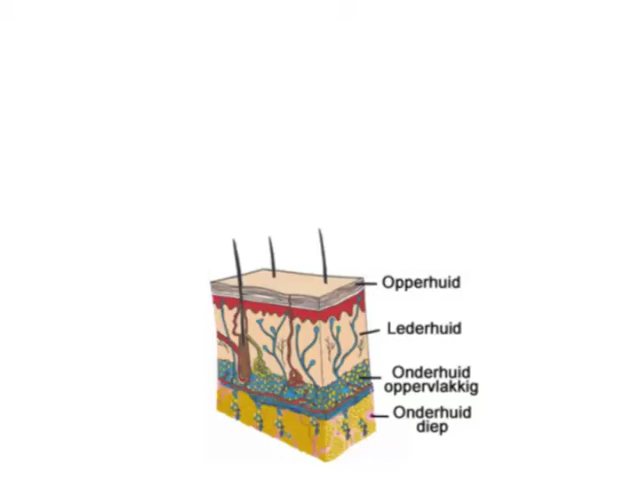 Opperhuid
Lederhuid
Onderhuid
oppervlakkig
Onderhuid
diep